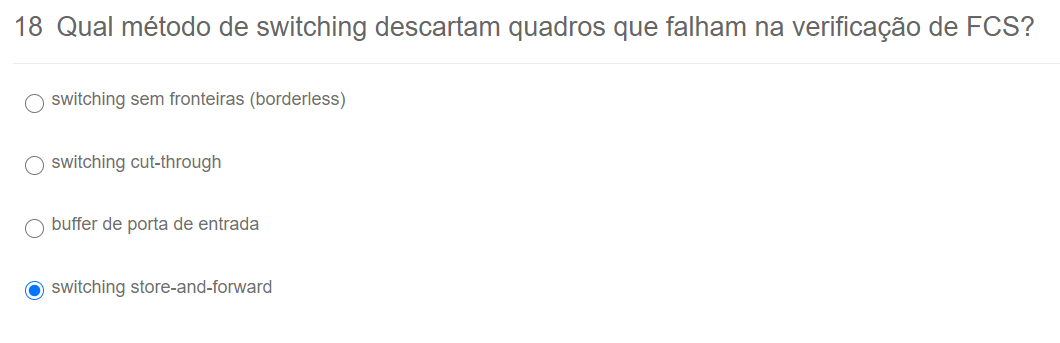 18 Qual método de switching descartam quadros que falham na verificação de FCS?
switching sem fronteiras (borderless)
switching cut-through
buffer de porta de entrada
switching store-and-forward